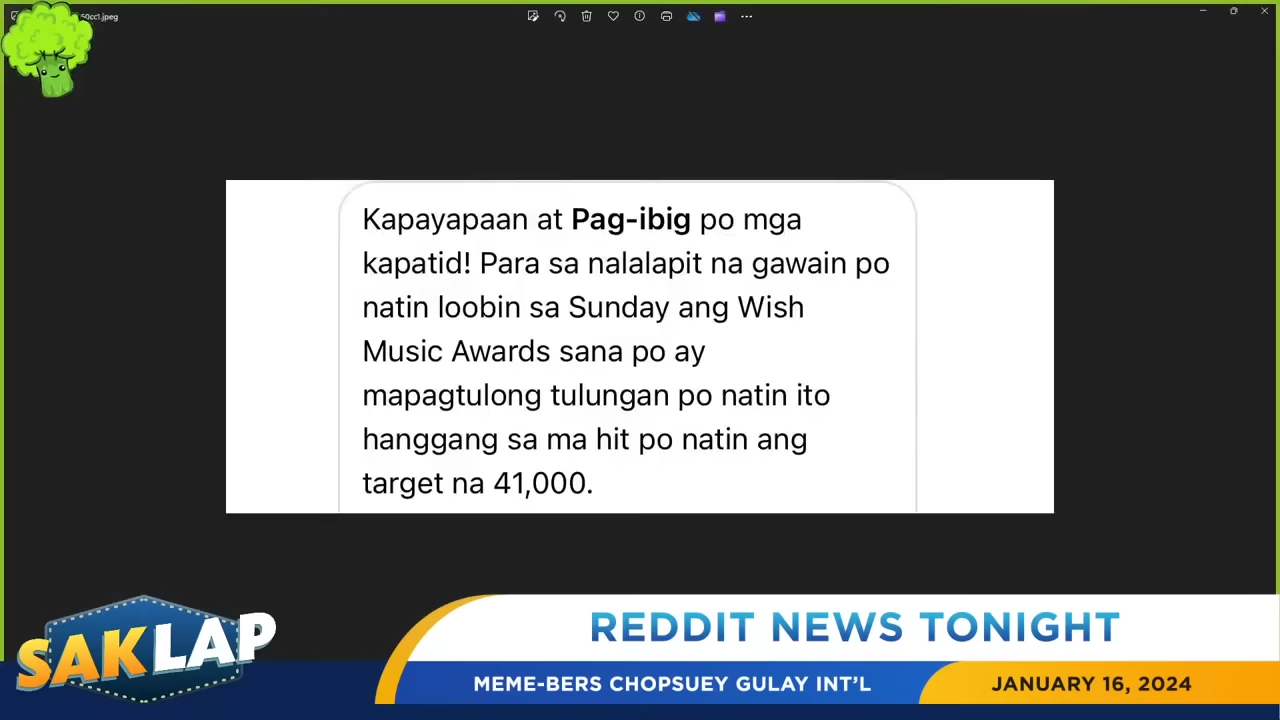 60cc1.jpeg
Kapayapaan at Pag-ibig po mga
kapatid! Para sa nalalapit na gawain po
natin loobin sa Sunday ang Wish
Music Awards sana po ay
mapagtulong tulungan po natin ito
hanggang sa ma hit po natin ang
target na 41,000.
SAKLAP
REDDIT NEWS TONIGHT
MEME-BERS CHOPSUEY GULAY INT'L
JANUARY 16, 2024